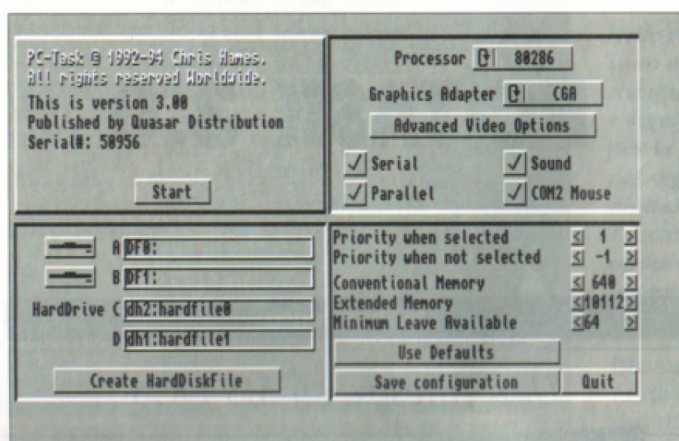 PC-Task © 1992-94 Chris Hames.
All rights reserved Worldwide.
This is version 3.00
Published by Quasar Distribution
Serial#: 50956
Start
Processor 80286
Graphics Adapter CGA
Advanced Video Options
Serial
Sound
Parallel
COM2 Mouse
A DF0:
B DF1:
HardDrive C dh2:hardfile0
D dh1:hardfile1
Create HardDiskFile
Priority when selected < 1 >
Priority when not selected < -1 >
Conventional Memory < 640 >
Extended Memory <10112>
Minimum Leave Available <64 >
Use Defaults
Save configuration
Quit